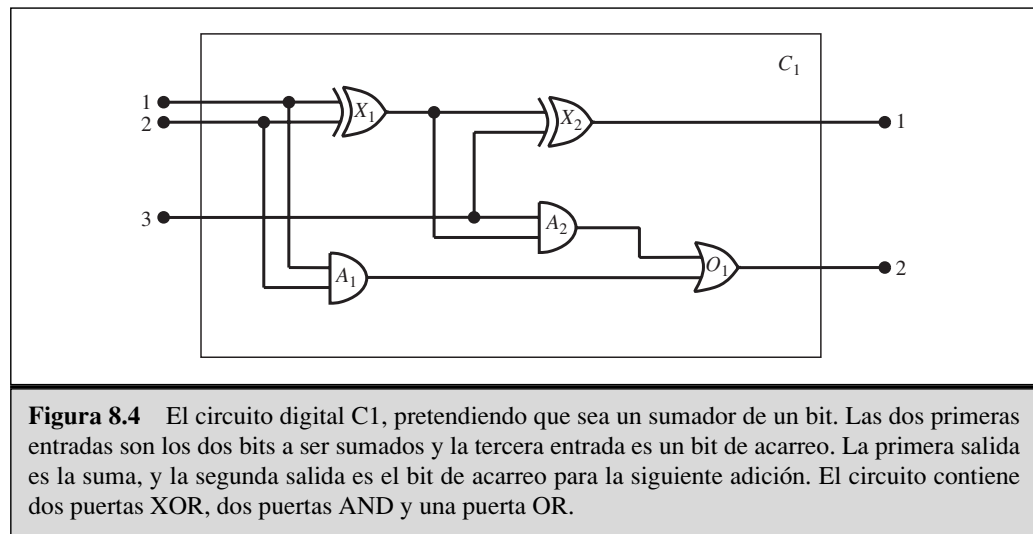 C1
1
2
X1
X2
1
3
A2
A1
O1
2
Figura 8.4 El circuito digital C1, pretendiendo que sea un sumador de un bit. Las dos primeras
entradas son los dos bits a ser sumados y la tercera entrada es un bit de acarreo. La primera salida
es la suma, y la segunda salida es el bit de acarreo para la siguiente adición. El circuito contiene
dos puertas XOR, dos puertas AND y una puerta OR.